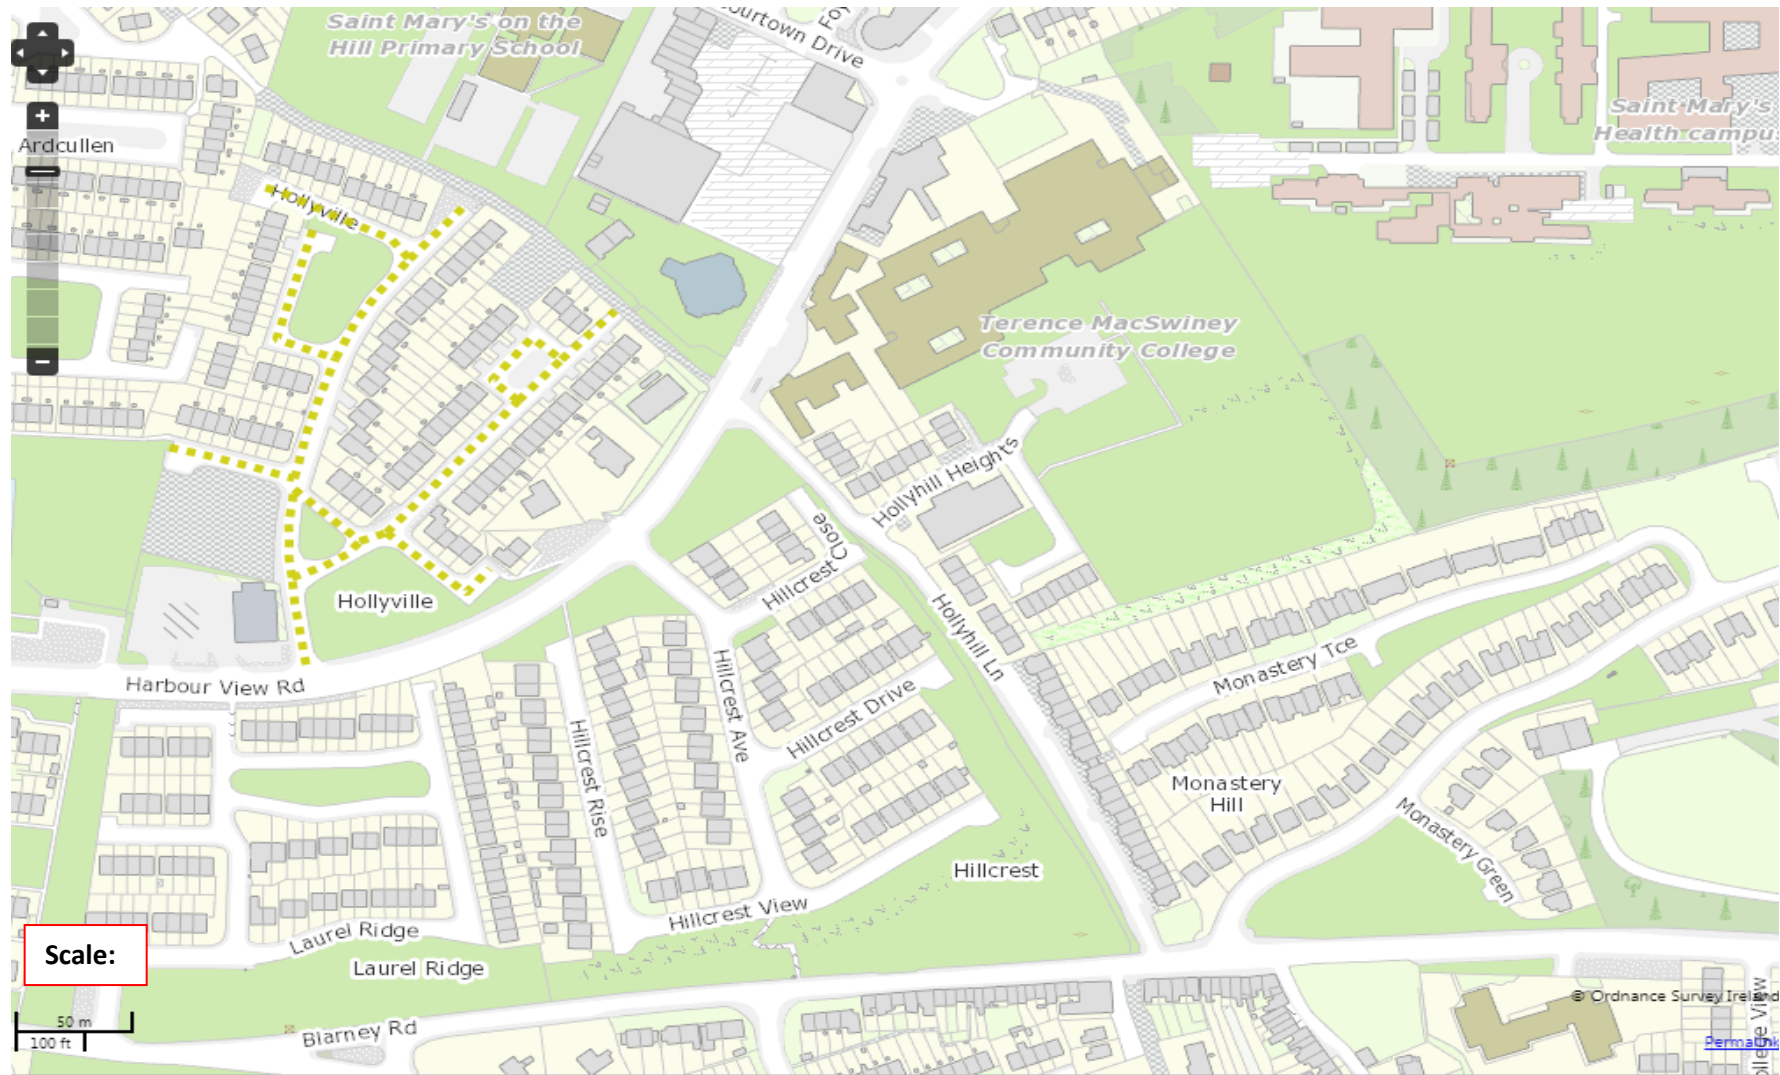 Saint Mary's on the
Hill Primary School
Courtown Drive
Saint Mary's
Health campus
Ardcullen
Hollyville
Terence MacSwiney
Community College
Hollyhill Heights
Hillcrest Close
Hollyville
Hollyhill Ln
Harbour View Rd
Hillcrest Ave
Hillcrest Drive
Hillcrest Rise
Monastery Tce
Monastery
Hill
Monastery Green
Hillcrest
Hillcrest View
Laurel Ridge
Laurel Ridge
Scale:
50 m
100 ft
Blarney Rd
© Ordnance Survey Ireland
Permalink